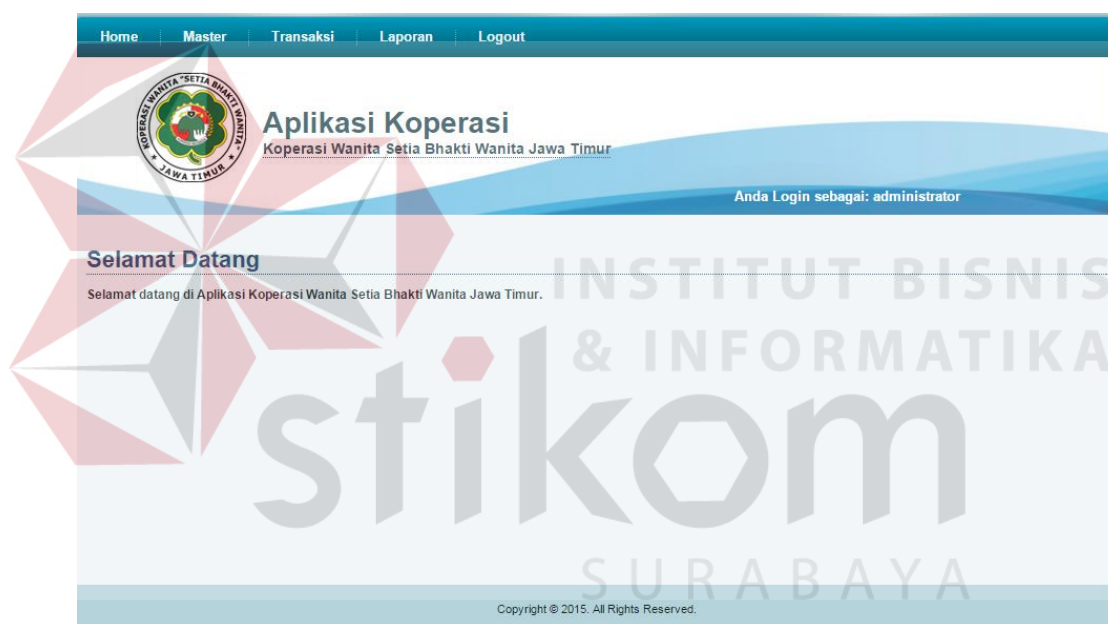 Home Master Transaksi Laporan Logout
KOPERASI WANITA "SETIA BHAKTI WANITA"
JAWA TIMUR
Aplikasi Koperasi
Koperasi Wanita Setia Bhakti Wanita Jawa Timur
Anda Login sebagai: administrator
Selamat Datang
Selamat datang di Aplikasi Koperasi Wanita Setia Bhakti Wanita Jawa Timur.
INSTITUT BISNIS
& INFORMATIKA
stikom
SURABAYA
Copyright © 2015. All Rights Reserved.